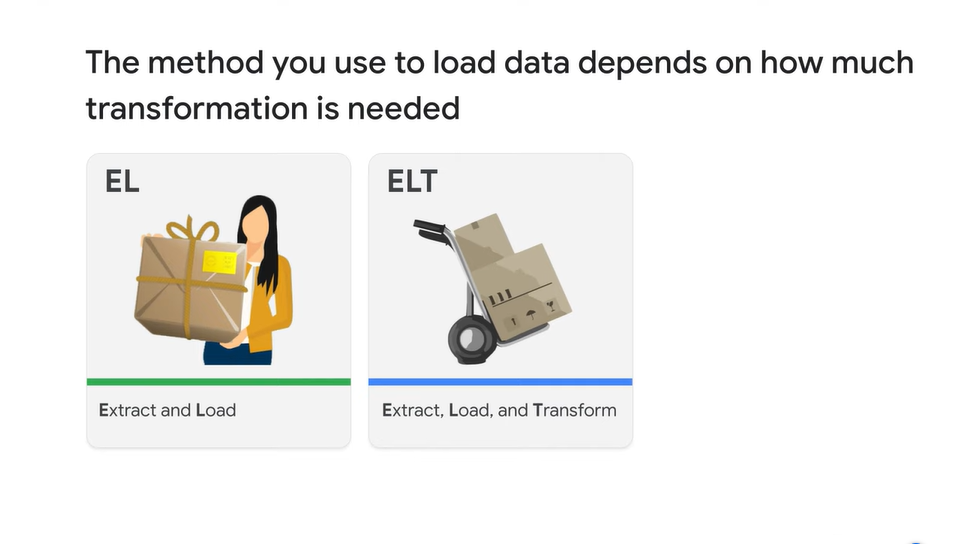 The method you use to load data depends on how much
transformation is needed
EL
ELT
Extract and Load
Extract, Load, and Transform